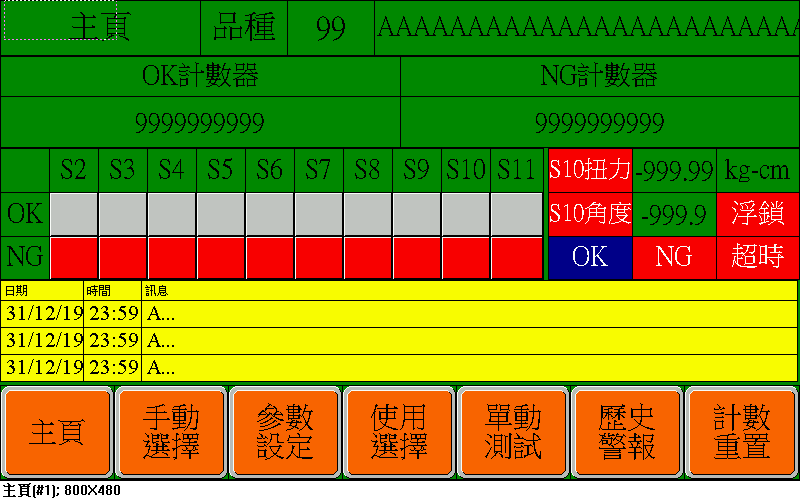 主頁 品種 99 AAAAAAAAAAAAAAAAAAAAAAA
OK計數器 NG計數器
9999999999 9999999999
S2 S3 S4 S5 S6 S7 S8 S9 S10 S11 S10扭力 -999.99 kg-cm
OK S10角度 -999.9 浮鎖
NG OK NG 超時
日期 時間 訊息
31/12/19 23:59 A...
31/12/19 23:59 A...
31/12/19 23:59 A...
主頁 手動 參數 使用 單動 歷史 計數
選擇 設定 選擇 測試 警報 重置
主頁(#1); 800X480